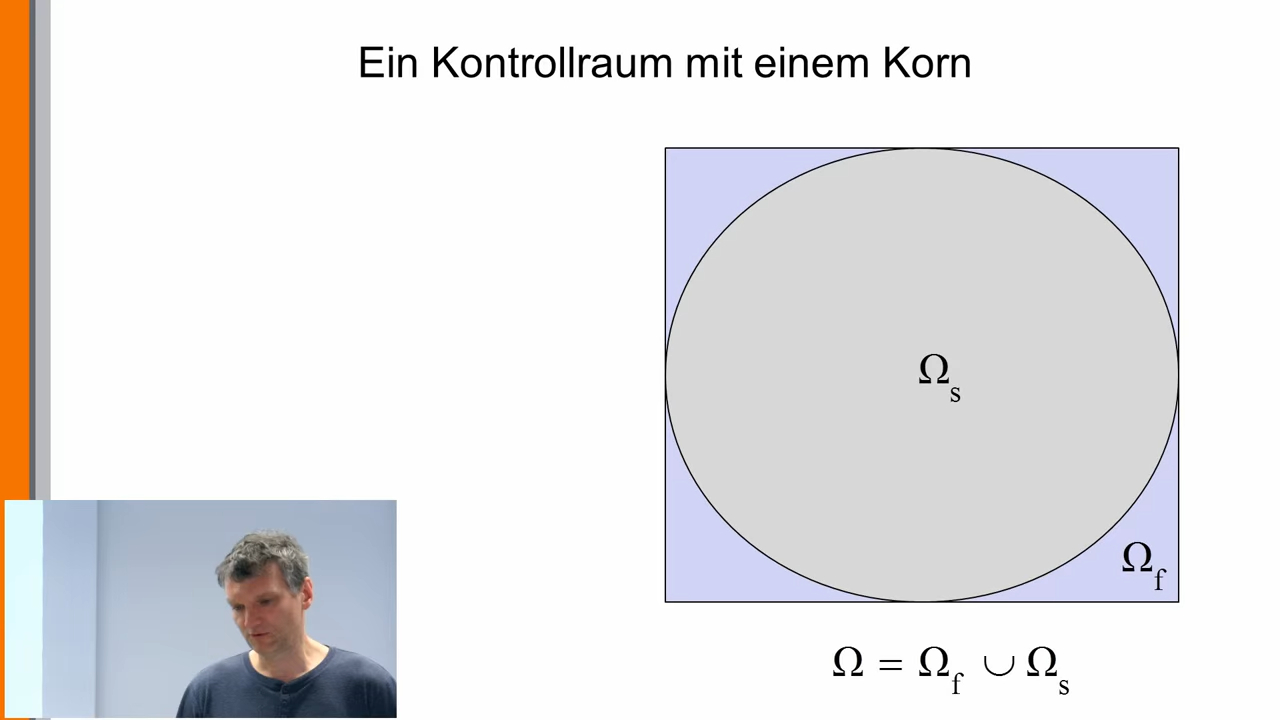 Ein Kontrollraum mit einem Korn
Ωs
Ωf
Ω = Ωf ∪ Ωs